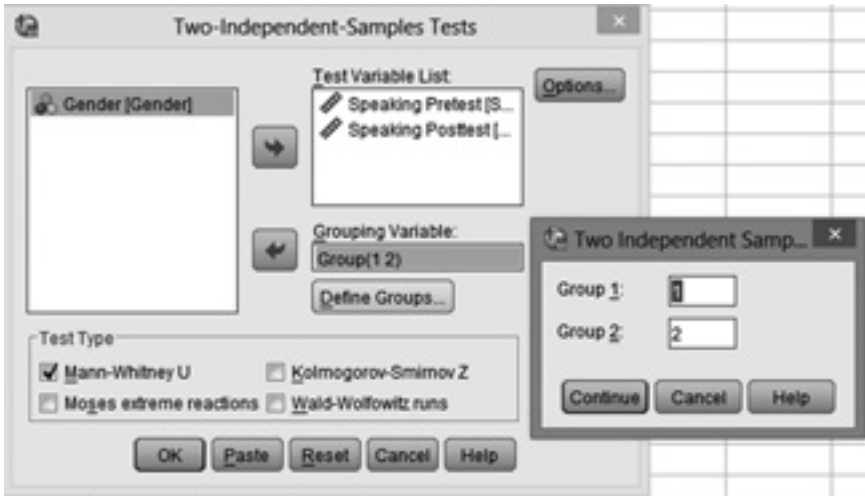 Two-Independent-Samples Tests
Gender [Gender]
Test Variable List:
Speaking Pretest [S...
Speaking Posttest [...
Options...
Grouping Variable:
Group(1 2)
Define Groups...
Test Type
Mann-Whitney U
Kolmogorov-Smirnov Z
Moses extreme reactions
Wald-Wolfowitz runs
OK Paste Reset Cancel Help
Two Independent Samp...
Group 1: 1
Group 2: 2
Continue Cancel Help